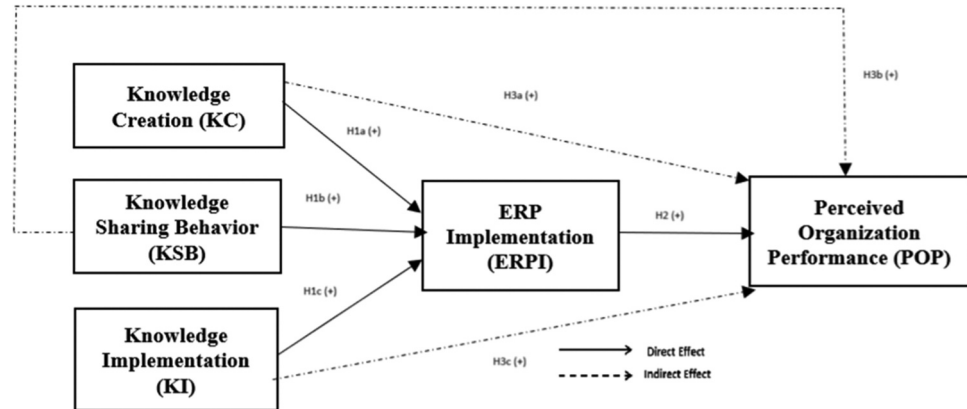 H3b (+)
Knowledge
Creation (KC)
H3a (+)
H1a (+)
Knowledge
Sharing Behavior
(KSB)
H1b (+)
ERP
Implementation
(ERPI)
H2 (+)
Perceived
Organization
Performance (POP)
H1c (+)
Knowledge
Implementation
(KI)
H3c (+)
Direct Effect
Indirect Effect